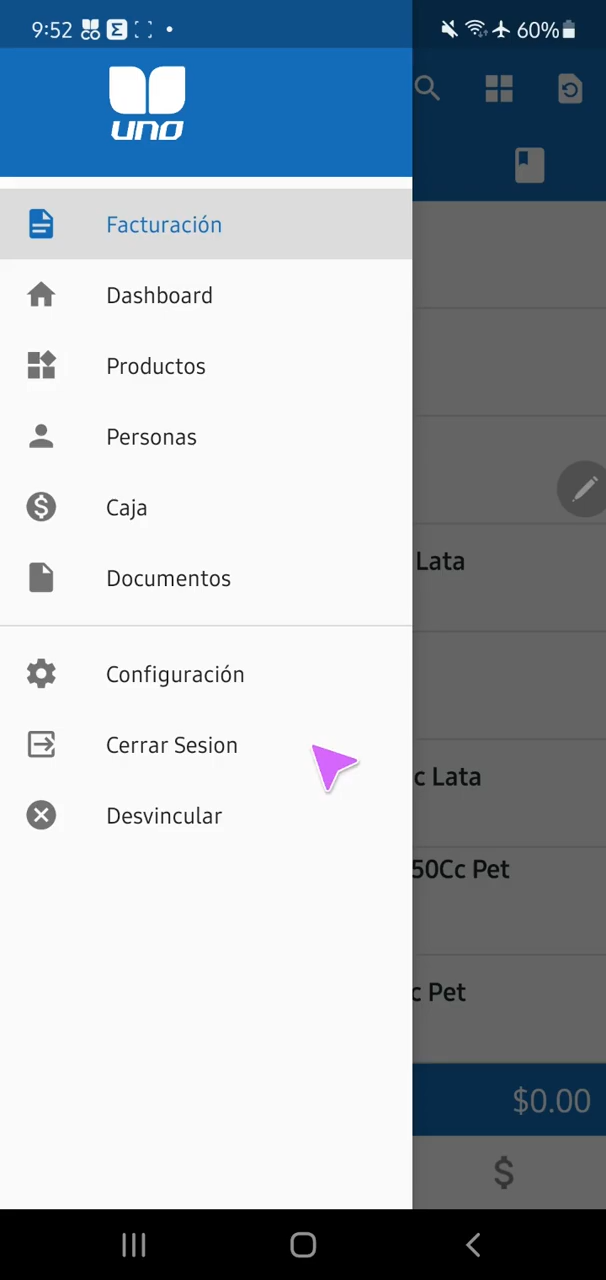 9:52
60%
uno
Facturación
Dashboard
Productos
Personas
Caja
Documentos
Configuración
Cerrar Sesion
Desvincular
Lata
c Lata
50Cc Pet
c Pet
$0.00